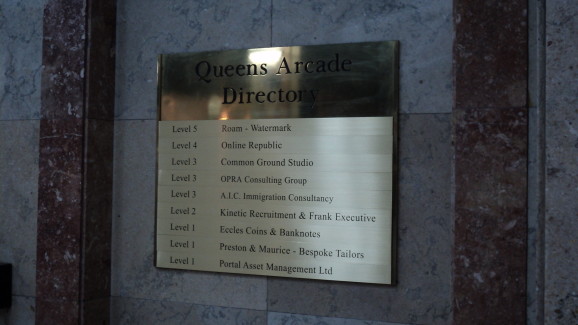 Queens Arcade
Directory
Level 5 Roam - Watermark
Level 4 Online Republic
Level 3 Common Ground Studio
Level 3 OPRA Consulting Group
Level 3 A.I.C. Immigration Consultancy
Level 2 Kinetic Recruitment & Frank Executive
Level 1 Eccles Coins & Banknotes
Level 1 Preston & Maurice - Bespoke Tailors
Level 1 Portal Asset Management Ltd